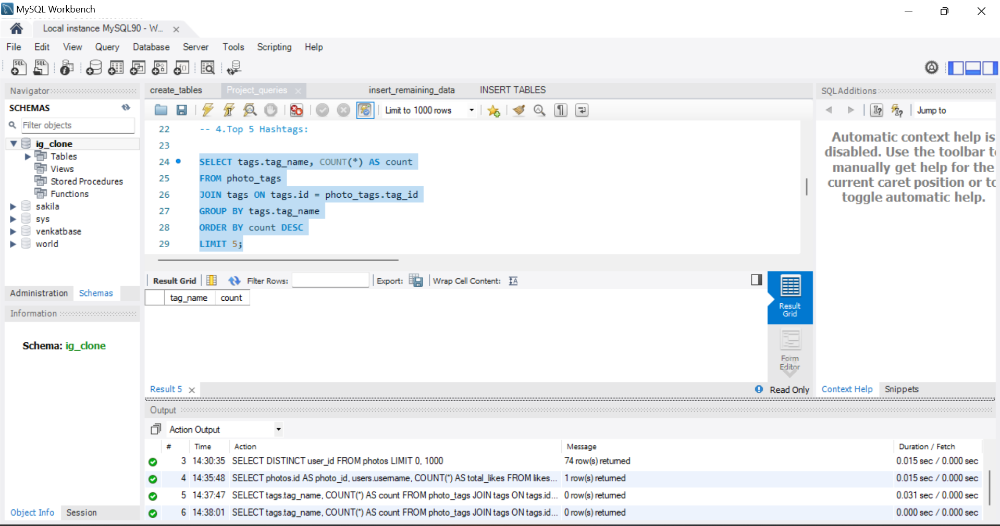 MySQL Workbench
Local instance MySQL90 - W...
File Edit View Query Database Server Tools Scripting Help
Navigator
SCHEMAS
Filter objects
ig_clone
Tables
Views
Stored Procedures
Functions
sakila
sys
venkatbase
world
Administration Schemas
Information
Schema: ig_clone
Object Info Session
create_tables Project_queries insert_remaining_data INSERT TABLES
Limit to 1000 rows
22 -- 4.Top 5 Hashtags:
23
24 SELECT tags.tag_name, COUNT(*) AS count
25 FROM photo_tags
26 JOIN tags ON tags.id = photo_tags.tag_id
27 GROUP BY tags.tag_name
28 ORDER BY count DESC
29 LIMIT 5;
Result Grid Filter Rows: Export: Wrap Cell Content:
tag_name count
Result Grid
Form Editor
Result 5 Read Only
SQLAdditions
Jump to
Automatic context help is
disabled. Use the toolbar t
manually get help for the
current caret position or to
toggle automatic help.
Context Help Snippets
Output
Action Output
# Time Action Message Duration / Fetch
3 14:30:35 SELECT DISTINCT user_id FROM photos LIMIT 0, 1000 74 row(s) returned 0.015 sec / 0.000 sec
4 14:35:48 SELECT photos.id AS photo_id, users.username, COUNT(*) AS total_likes FROM likes... 1 row(s) returned 0.015 sec / 0.000 sec
5 14:37:47 SELECT tags.tag_name, COUNT(*) AS count FROM photo_tags JOIN tags ON tags.id... 0 row(s) returned 0.031 sec / 0.000 sec
6 14:38:01 SELECT tags.tag_name, COUNT(*) AS count FROM photo_tags JOIN tags ON tags.id... 0 row(s) returned 0.000 sec / 0.000 sec